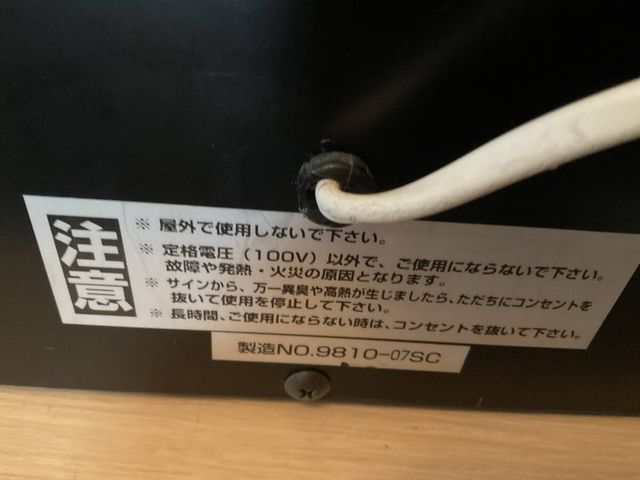 注意
※ 屋外で使用しないで下さい。
※ 定格電圧(100V)以外で、ご使用にならないで下さい。
故障や発熱・火災の原因となります。
※ サインから、万一異臭や高熱が生じましたら、ただちにコンセントを
抜いて使用を停止して下さい。
※ 長時間、ご使用にならない時は、コンセントを抜いて下さい。
製造NO.9810-07SC